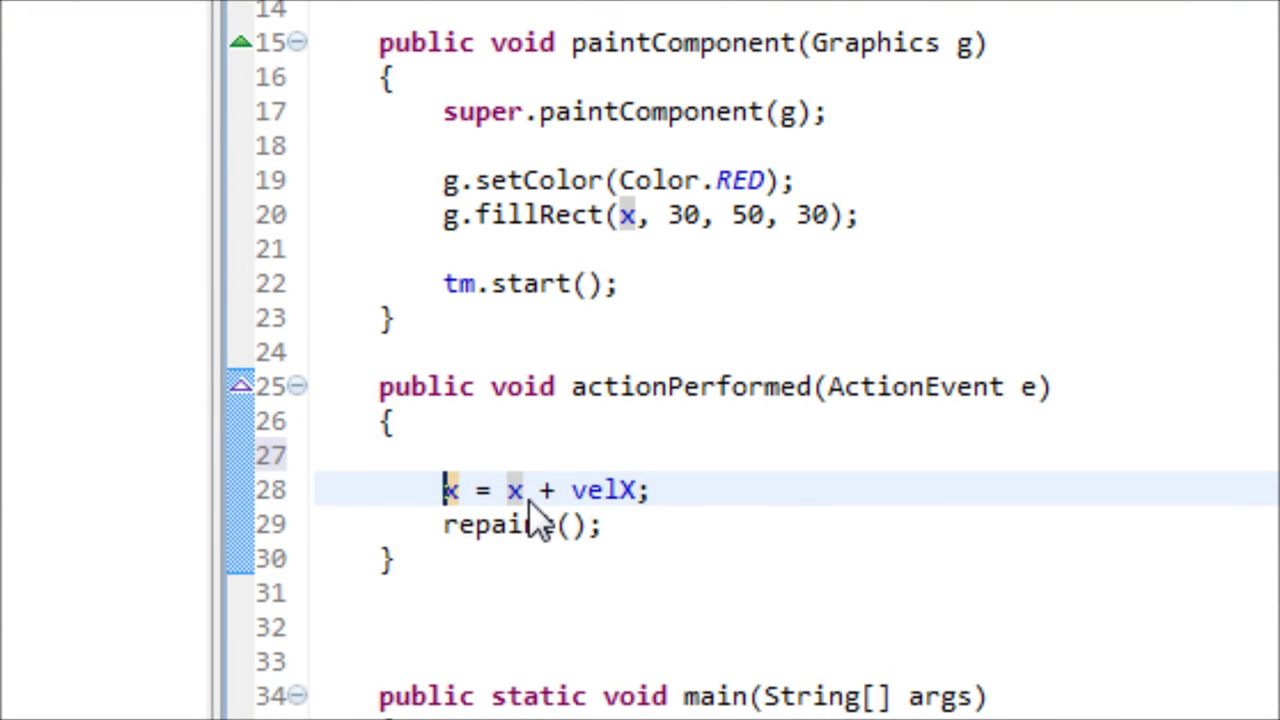 14
15 public void paintComponent(Graphics g)
16 {
17 super.paintComponent(g);
18
19 g.setColor(Color.RED);
20 g.fillRect(x, 30, 50, 30);
21
22 tm.start();
23 }
24
25 public void actionPerformed(ActionEvent e)
26 {
27
28 x = x + velX;
29 repaint();
30 }
31
32
33
34 public static void main(String[] args)